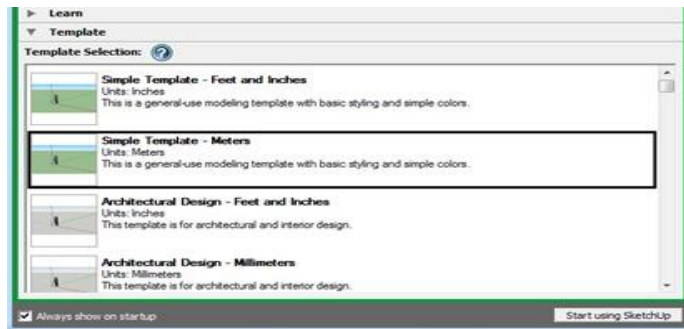 Learn
Template
Template Selection:
Simple Template - Feet and Inches
Units: Inches
This is a general-use modeling template with basic styling and simple colors.
Simple Template - Meters
Units: Meters
This is a general-use modeling template with basic styling and simple colors.
Architectural Design - Feet and Inches
Units: Inches
This template is for architectural and interior design.
Architectural Design - Millimeters
Units: Millimeters
This template is for architectural and interior design.
Always show on startup
Start using SketchUp